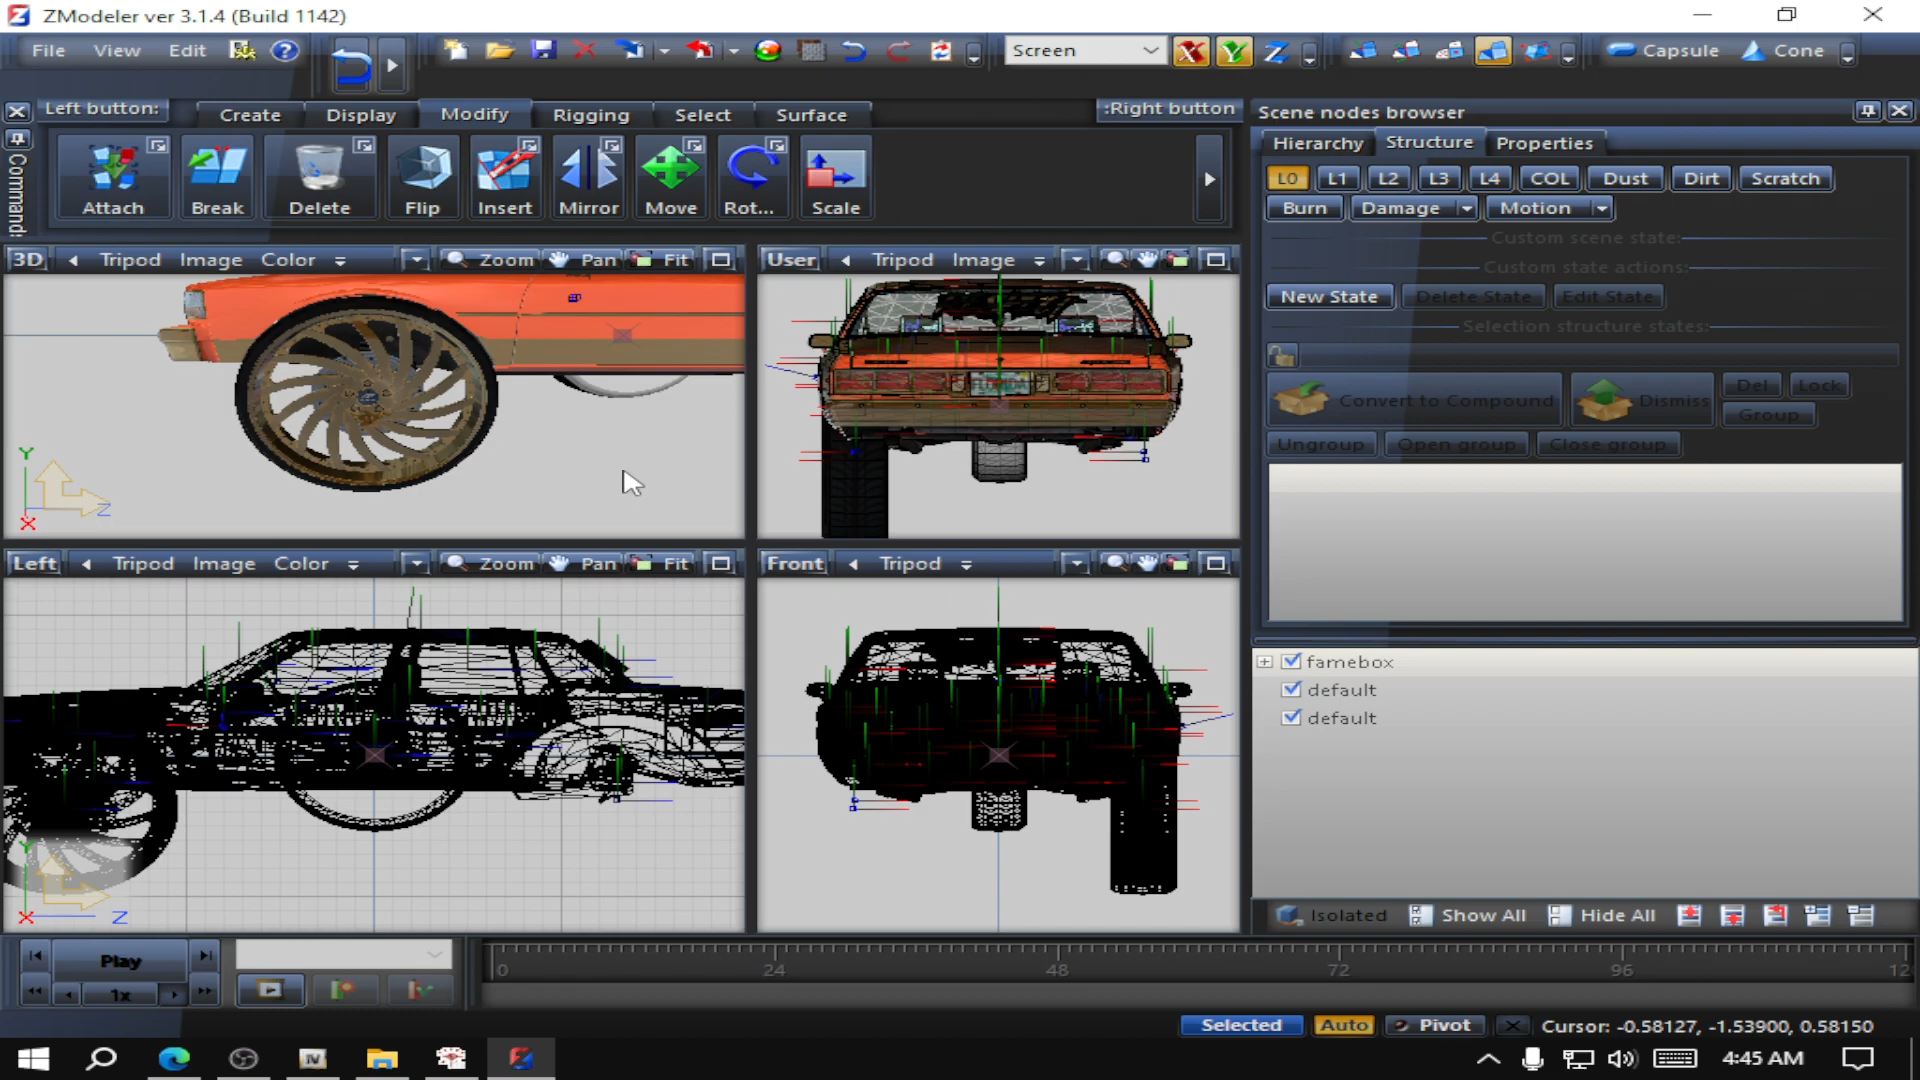 ZModeler ver 3.1.4 (Build 1142)
File View Edit Screen Capsule Cone
Left button: Create Display Modify Rigging Select Surface :Right button
Attach Break Delete Flip Insert Mirror Move Rot... Scale
Commands
Scene nodes browser
Hierarchy Structure Properties
L0 L1 L2 L3 L4 COL Dust Dirt Scratch
Burn Damage Motion
Custom scene state:
Custom state actions:
New State Delete State Edit State
Selection structure states:
Convert to Compound Dismiss Del Lock
Group
Ungroup Open group Close group
3D Tripod Image Color Zoom Pan Fit
User Tripod Image
FLORIDA
Y
Z
X
Left Tripod Image Color Zoom Pan Fit
Front Tripod
Y
X Z
famebox
default
default
Isolated Show All Hide All
Play
1x
0 24 48 72 96 12
Selected Auto Pivot Cursor: -0.58127, -1.53900, 0.58150
IV
4:45 AM